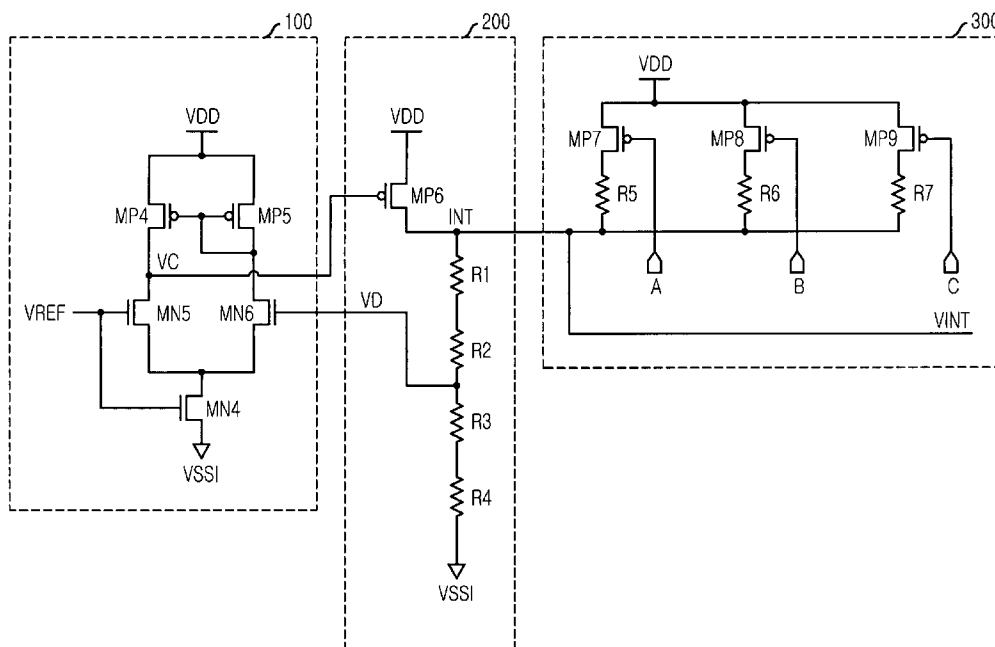 100
200
300
VDD
MP4
MP5
VC
VREF
MN5
MN6
MN4
VSSI
VDD
MP6
INT
VD
R1
R2
R3
R4
VSSI
VDD
MP7
MP8
MP9
R5
R6
R7
A
B
C
VINT